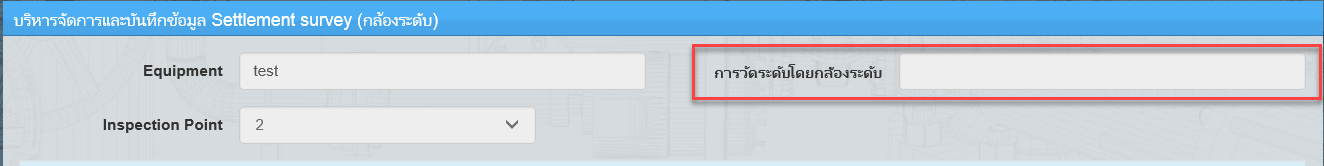 บริหารจัดการและบันทึกข้อมูล Settlement survey (กล้องระดับ)
Equipment test การวัดระดับโดยกล้องระดับ
Inspection Point 2